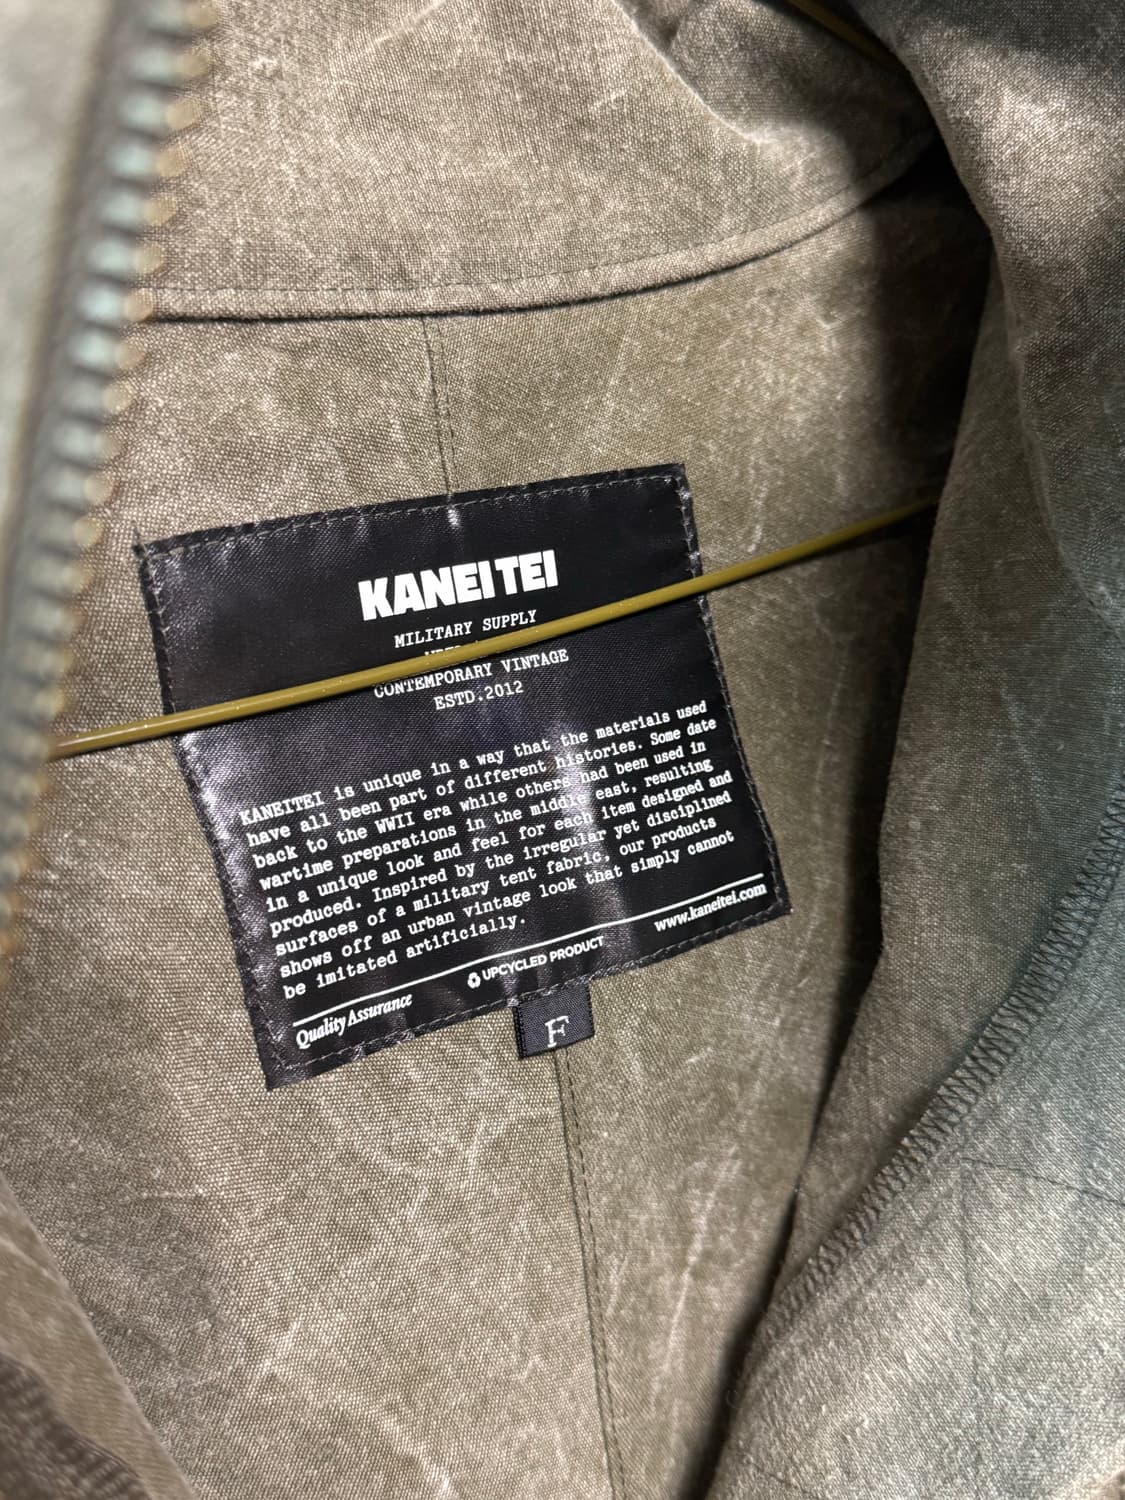 KANEITEI
MILITARY SUPPLY
CONTEMPORARY VINTAGE
ESTD.2012
KANEITEI is unique in a way that the materials used
have all been part of different histories. Some date
back to the WWII era while others had been used in
wartime preparations in the middle east, resulting
in a unique look and feel for each item designed and
produced. Inspired by the irregular yet disciplined
surfaces of a military tent fabric, our products
shows off an urban vintage look that simply cannot
be imitated artificially.
Quality Assurance
UPCYCLED PRODUCT
www.kaneitei.com
F